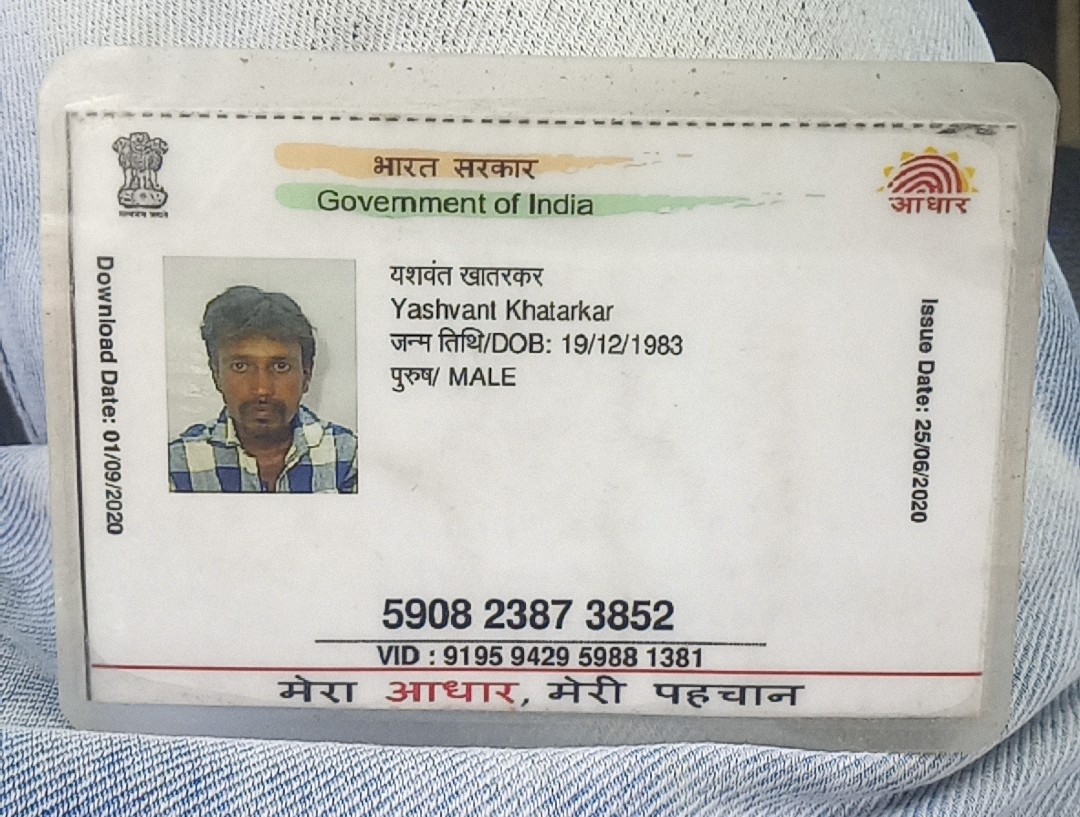 भारत सरकार
Government of India
आधार
Download Date: 01/09/2020
यशवंत खातरकर
Yashvant Khatarkar
जन्म तिथि/DOB: 19/12/1983
पुरुष/ MALE
Issue Date: 25/06/2020
5908 2387 3852
VID : 9195 9429 5988 1381
मेरा आधार, मेरी पहचान